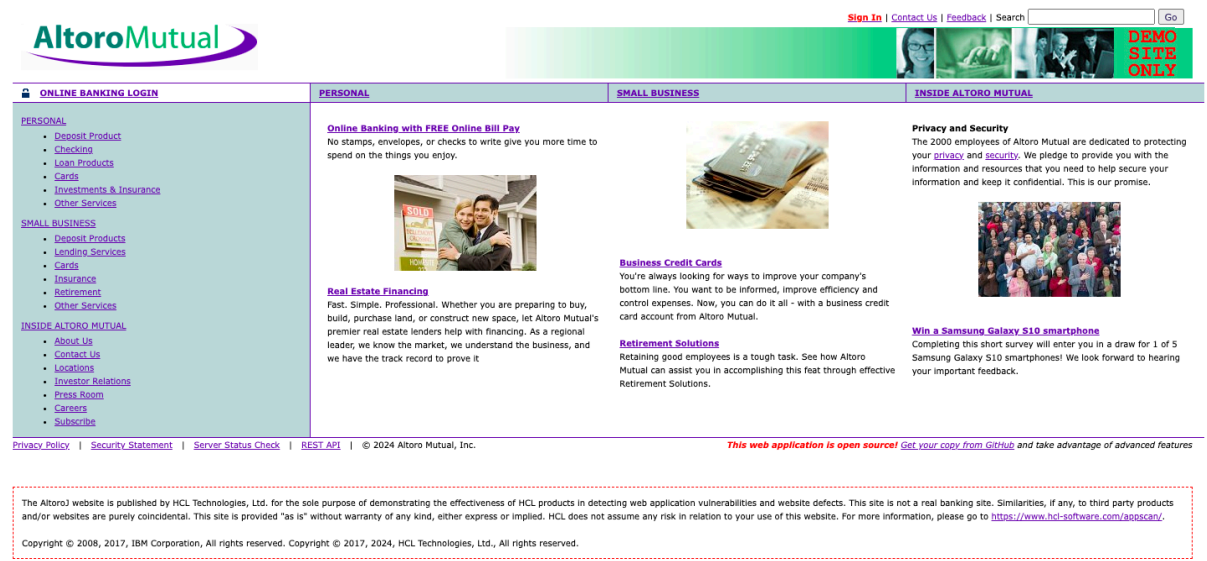 Sign In | Contact Us | Feedback | Search Go
AltoroMutual
DEMO
SITE
ONLY
ONLINE BANKING LOGIN
PERSONAL
SMALL BUSINESS
INSIDE ALTORO MUTUAL
PERSONAL
Deposit Product
Checking
Loan Products
Cards
Investments & Insurance
Other Services
SMALL BUSINESS
Deposit Products
Lending Services
Cards
Insurance
Retirement
Other Services
INSIDE ALTORO MUTUAL
About Us
Contact Us
Locations
Investor Relations
Press Room
Careers
Subscribe
Online Banking with FREE Online Bill Pay
No stamps, envelopes, or checks to write give you more time to
spend on the things you enjoy.
SOLD
Real Estate Financing
Fast. Simple. Professional. Whether you are preparing to buy,
build, purchase land, or construct new space, let Altoro Mutual's
premier real estate lenders help with financing. As a regional
leader, we know the market, we understand the business, and
we have the track record to prove it
Business Credit Cards
You're always looking for ways to improve your company's
bottom line. You want to be informed, improve efficiency and
control expenses. Now, you can do it all - with a business credit
card account from Altoro Mutual.
Retirement Solutions
Retaining good employees is a tough task. See how Altoro
Mutual can assist you in accomplishing this feat through effective
Retirement Solutions.
Privacy and Security
The 2000 employees of Altoro Mutual are dedicated to protecting
your privacy and security. We pledge to provide you with the
information and resources that you need to help secure your
information and keep it confidential. This is our promise.
Win a Samsung Galaxy S10 smartphone
Completing this short survey will enter you in a draw for 1 of 5
Samsung Galaxy S10 smartphones! We look forward to hearing
your important feedback.
Privacy Policy | Security Statement | Server Status Check | REST API | © 2024 Altoro Mutual, Inc.
This web application is open source! Get your copy from GitHub and take advantage of advanced features
The AltoroJ website is published by HCL Technologies, Ltd. for the sole purpose of demonstrating the effectiveness of HCL products in detecting web application vulnerabilities and website defects. This site is not a real banking site. Similarities, if any, to third party products
and/or websites are purely coincidental. This site is provided "as is" without warranty of any kind, either express or implied. HCL does not assume any risk in relation to your use of this website. For more information, please go to https://www.hcl-software.com/appscan/.
Copyright © 2008, 2017, IBM Corporation, All rights reserved. Copyright © 2017, 2024, HCL Technologies, Ltd., All rights reserved.